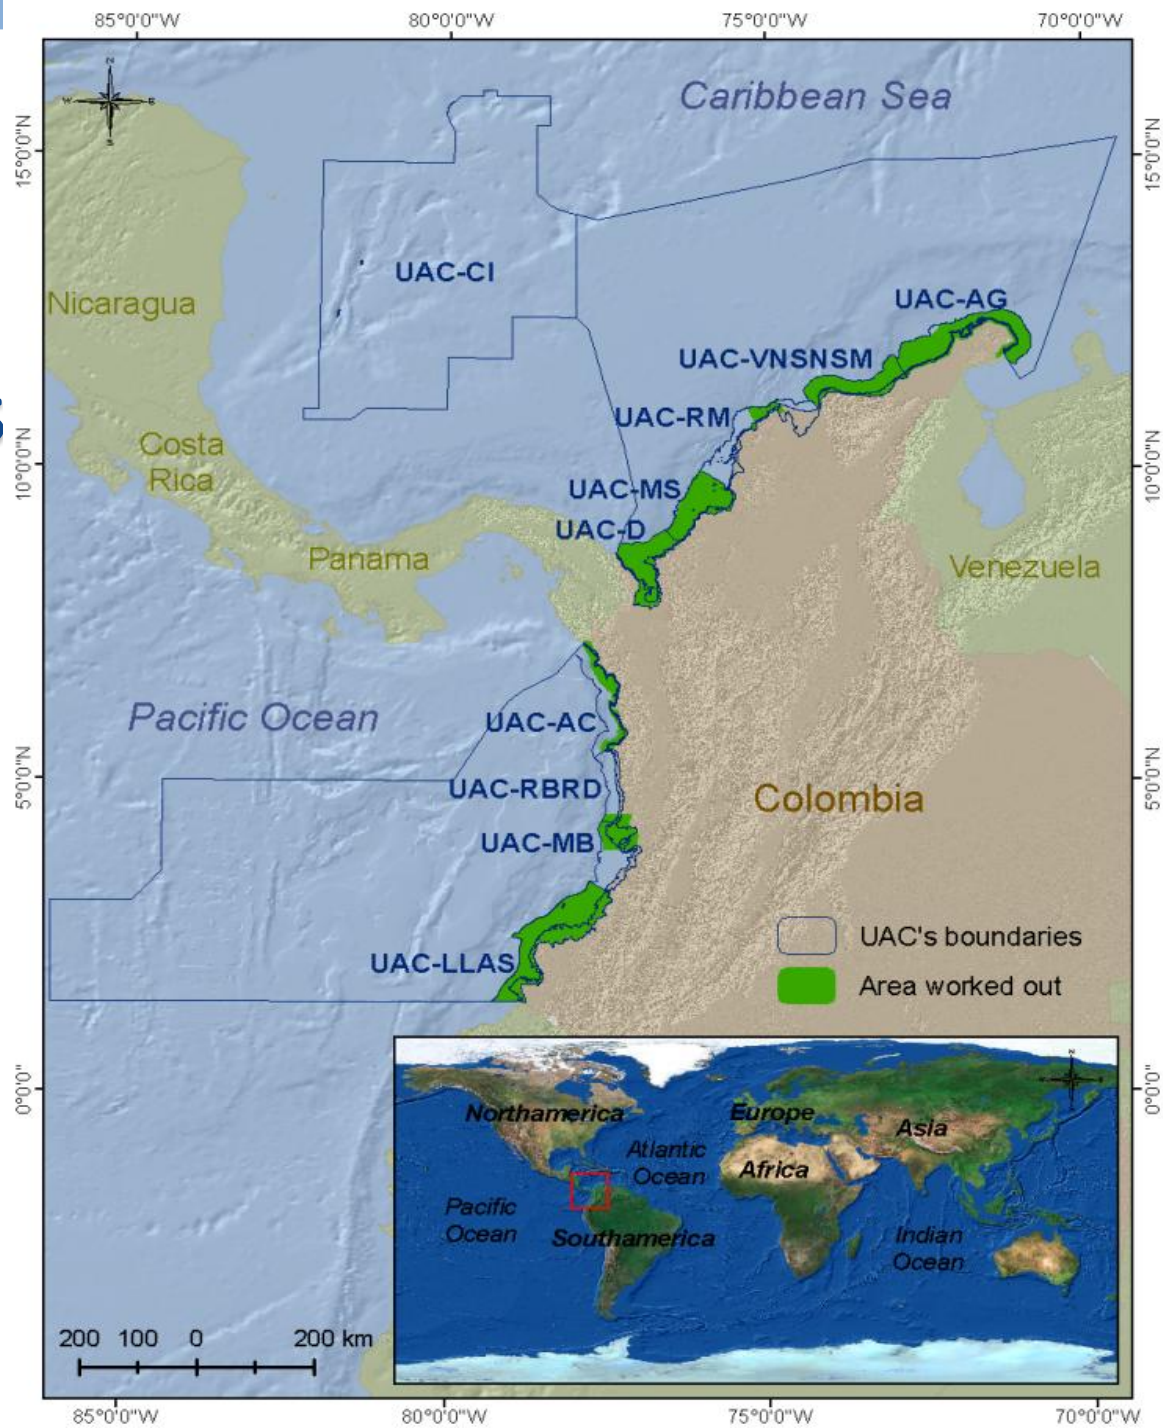 85°0'0"W 80°0'0"W 75°0'0"W 70°0'0"W
N
W E
S
Caribbean Sea
15°0'0"N 15°0'0"N
UAC-CI
Nicaragua
UAC-AG
UAC-VNSNSM
UAC-RM
Costa
Rica
10°0'0"N 10°0'0"N
UAC-MS
UAC-D
Panama
Venezuela
Pacific Ocean
UAC-AC
5°0'0"N 5°0'0"N
UAC-RBRD
Colombia
UAC-MB
UAC's boundaries
UAC-LLAS
Area worked out
0°0'0" 0°0'0"
Northamerica
Europe
Asia
Atlantic
Ocean
Africa
Pacific
Ocean
Southamerica
Indian
Ocean
200 100 0 200 km
85°0'0"W 80°0'0"W 75°0'0"W 70°0'0"W